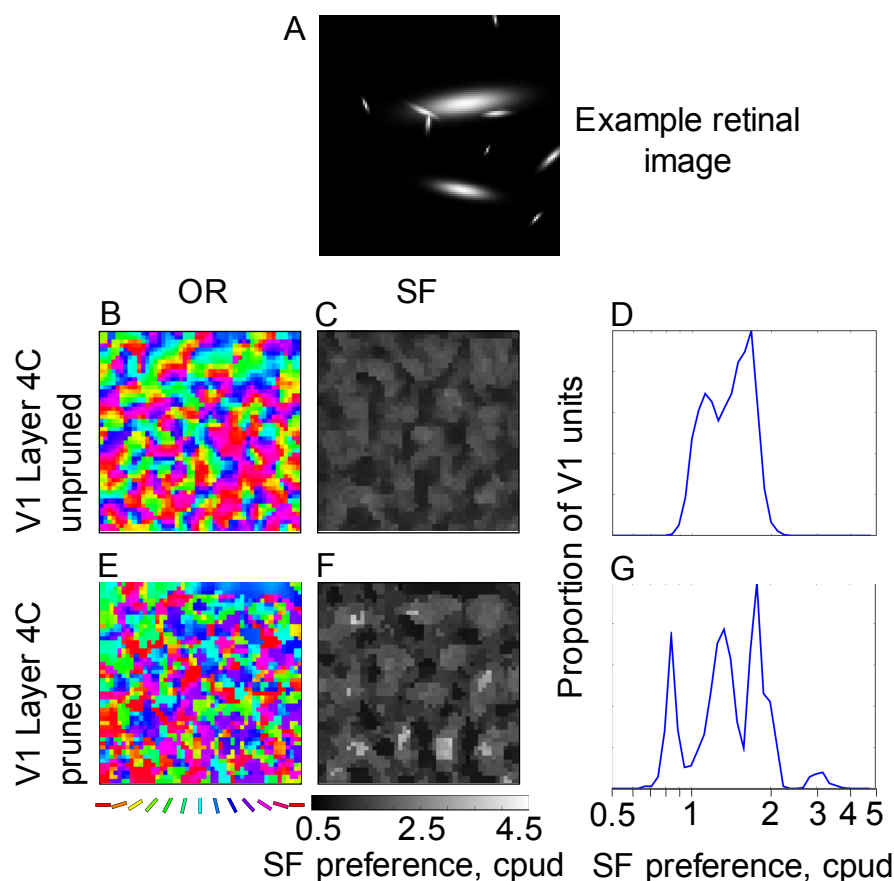 A
Example retinal
image
OR
SF
B
C
D
V1 Layer 4C
unpruned
E
F
G
V1 Layer 4C
pruned
Proportion of V1 units
0.5
2.5
4.5
SF preference, cpud
0.5
1
2
3
4
5
SF preference, cpud